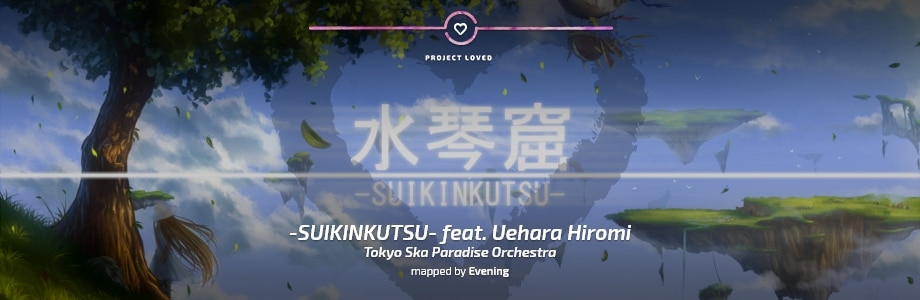 PROJECT LOVED
水琴窟
-SUIKINKUTSU-
-SUIKINKUTSU- feat. Uehara Hiromi
Tokyo Ska Paradise Orchestra
mapped by Evening